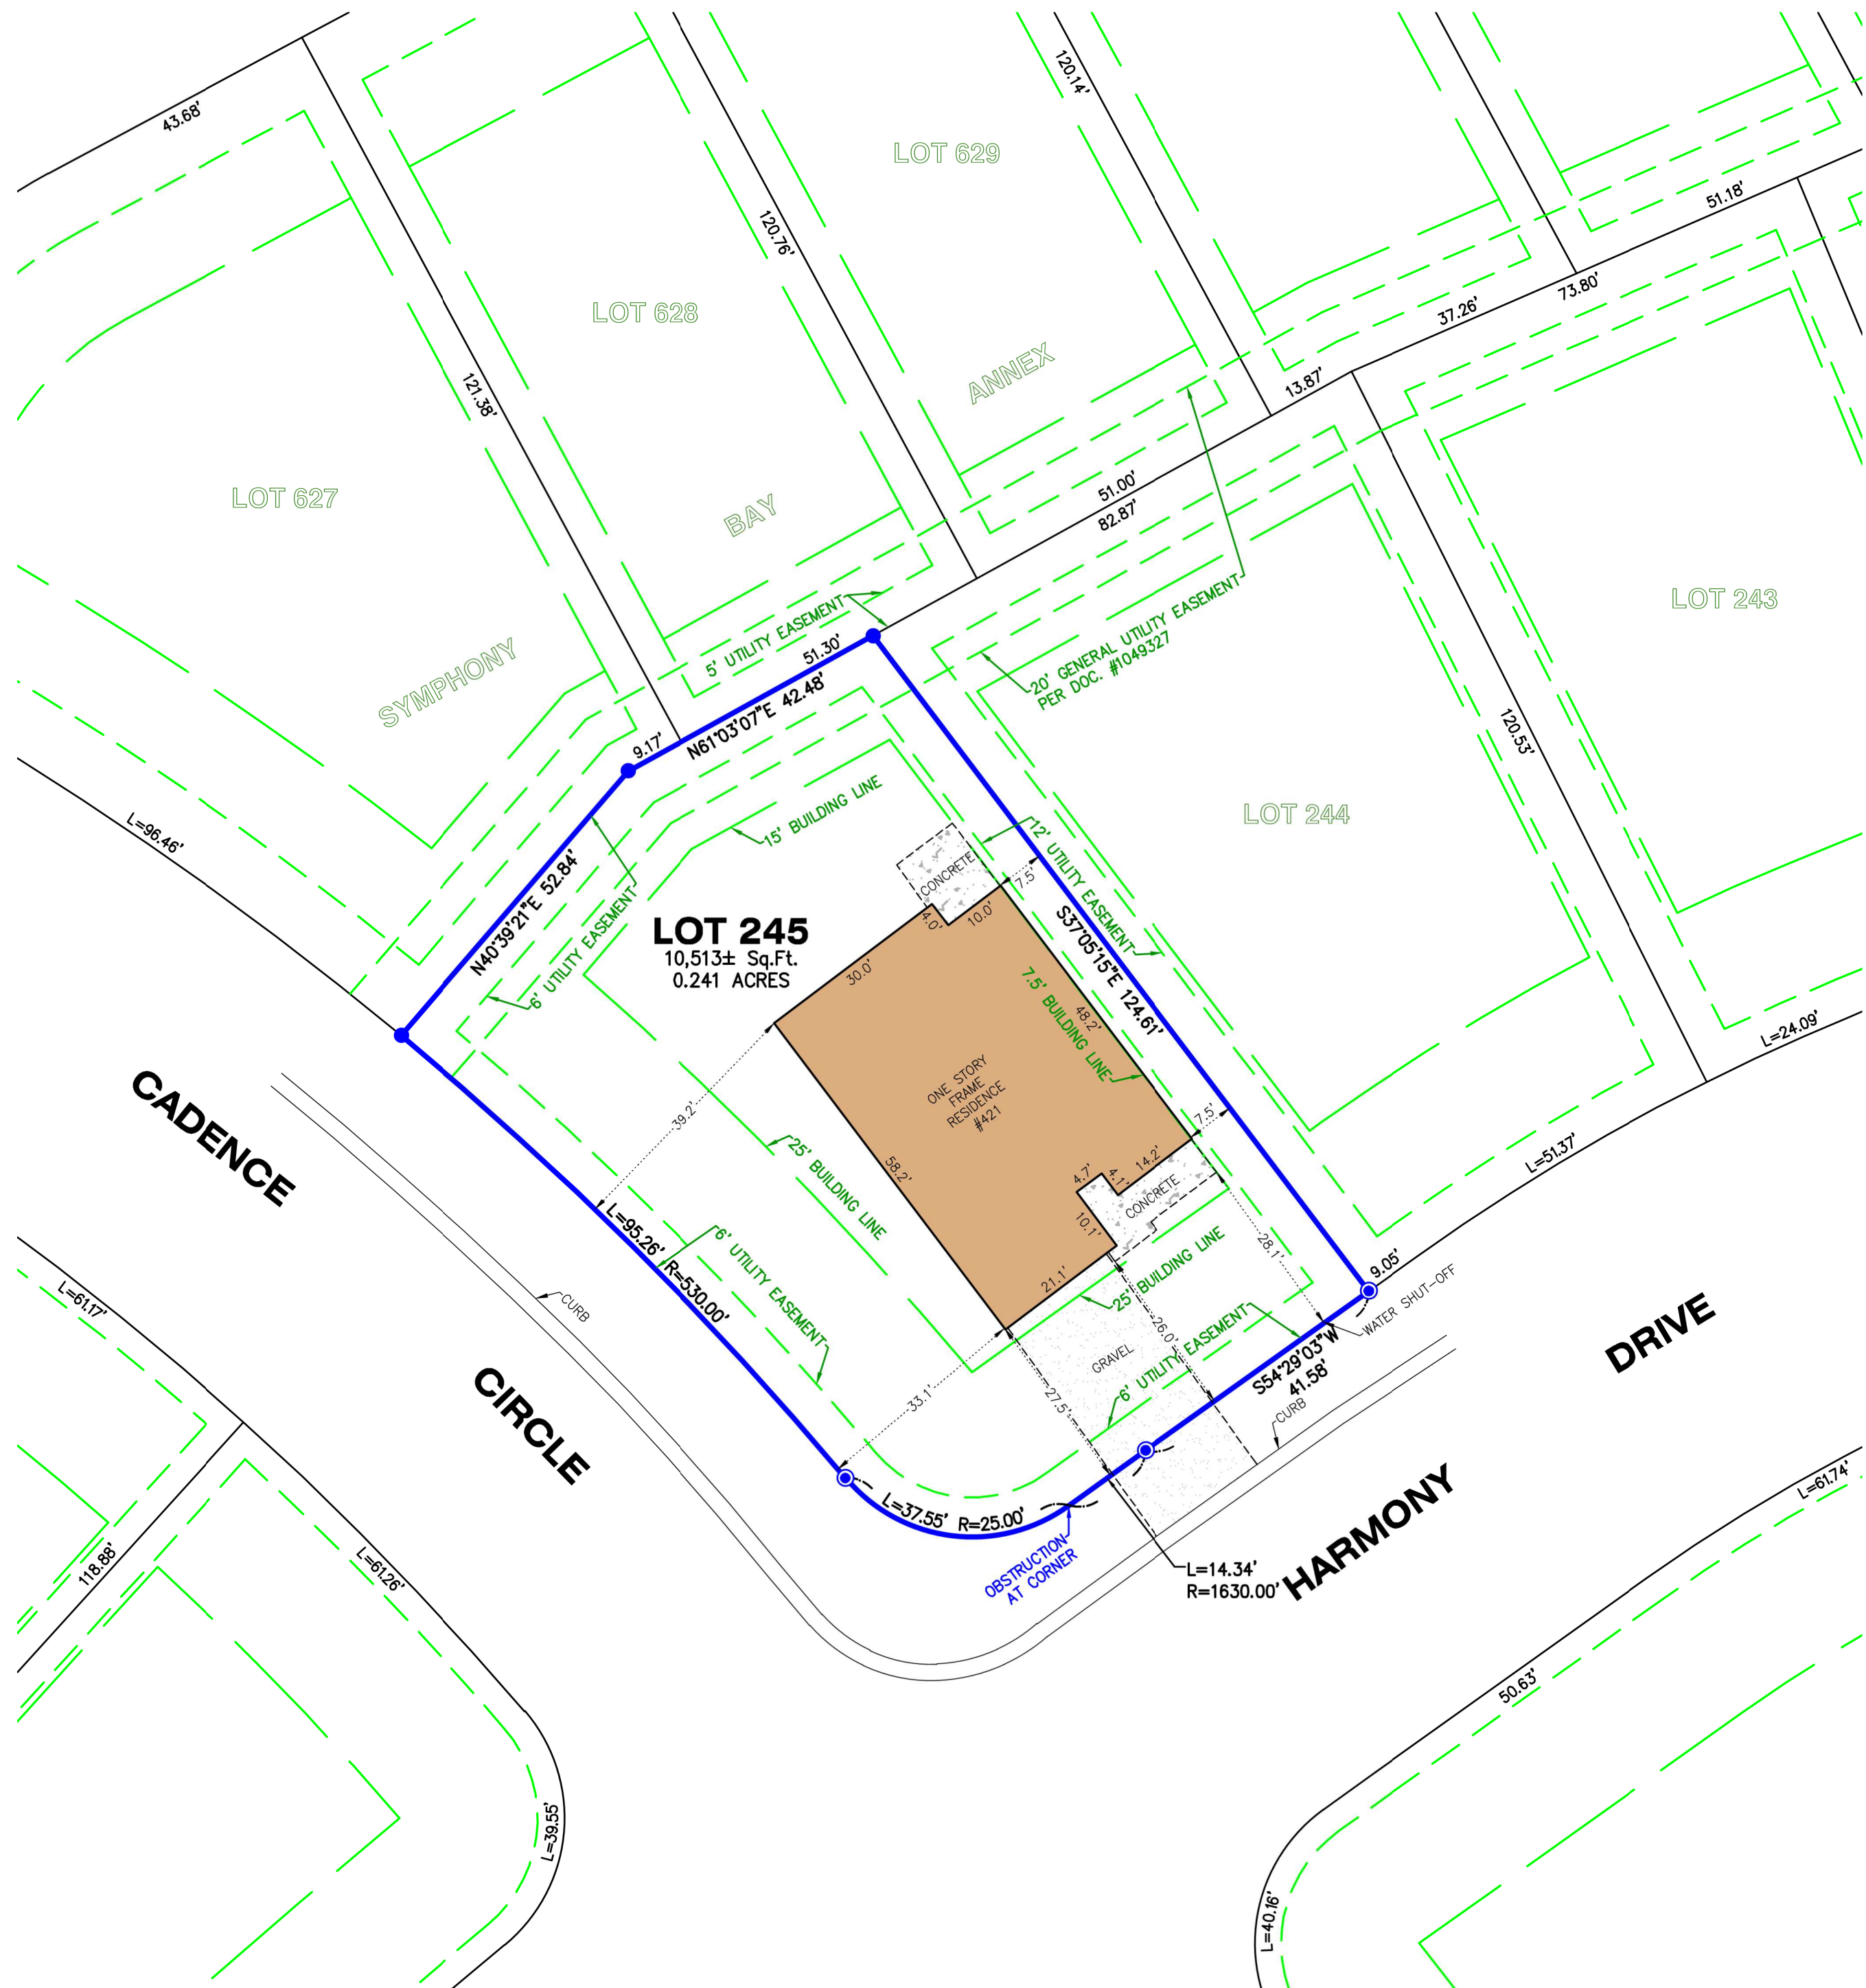 43.68'
120.14'
LOT 629
51.18'
120.76'
73.80'
37.26'
LOT 628
ANNEX
13.87'
121.38'
51.00'
82.87'
LOT 627
BAY
LOT 243
5' UTILITY EASEMENT
51.30'
20' GENERAL UTILITY EASEMENT
PER DOC. #1049327
SYMPHONY
N61°03'07"E 42.48'
9.17'
120.53'
15' BUILDING LINE
LOT 244
L=96.46'
12' UTILITY EASEMENT
CONCRETE
7.5'
N40°39'21"E 52.84'
6' UTILITY EASEMENT
LOT 245
10,513± Sq.Ft.
0.241 ACRES
4.0'
10.0'
30.0'
S37°05'15"E 124.61'
7.5' BUILDING LINE
48.2'
L=24.09'
ONE STORY
FRAME
RESIDENCE
#421
CADENCE
39.2'
7.5'
25' BUILDING LINE
58.2'
4.7'
4.1'
14.2'
CONCRETE
10.1'
L=51.37'
L=95.26'
R=530.00'
6' UTILITY EASEMENT
28.1'
25' BUILDING LINE
9.05'
21.1'
L=61.17'
CURB
26.0'
WATER SHUT-OFF
GRAVEL
6' UTILITY EASEMENT
S54°29'03"W
41.58'
DRIVE
CIRCLE
33.1'
27.5'
CURB
L=37.55' R=25.00'
OBSTRUCTION
AT CORNER
L=14.34'
R=1630.00'
HARMONY
L=61.74'
118.88'
L=61.26'
50.63'
L=39.55'
L=40.16'